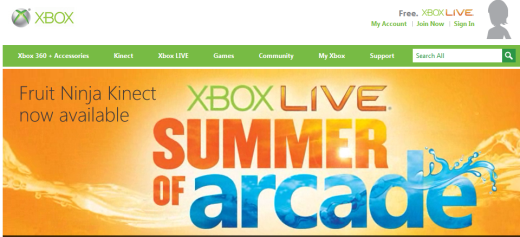 XBOX
Free. XBOX LIVE
My Account | Join Now | Sign In
Xbox 360 + Accessories Kinect Xbox LIVE Games Community My Xbox Support Search All
Fruit Ninja Kinect
now available
XBOX LIVE.
SUMMER
OF arcade